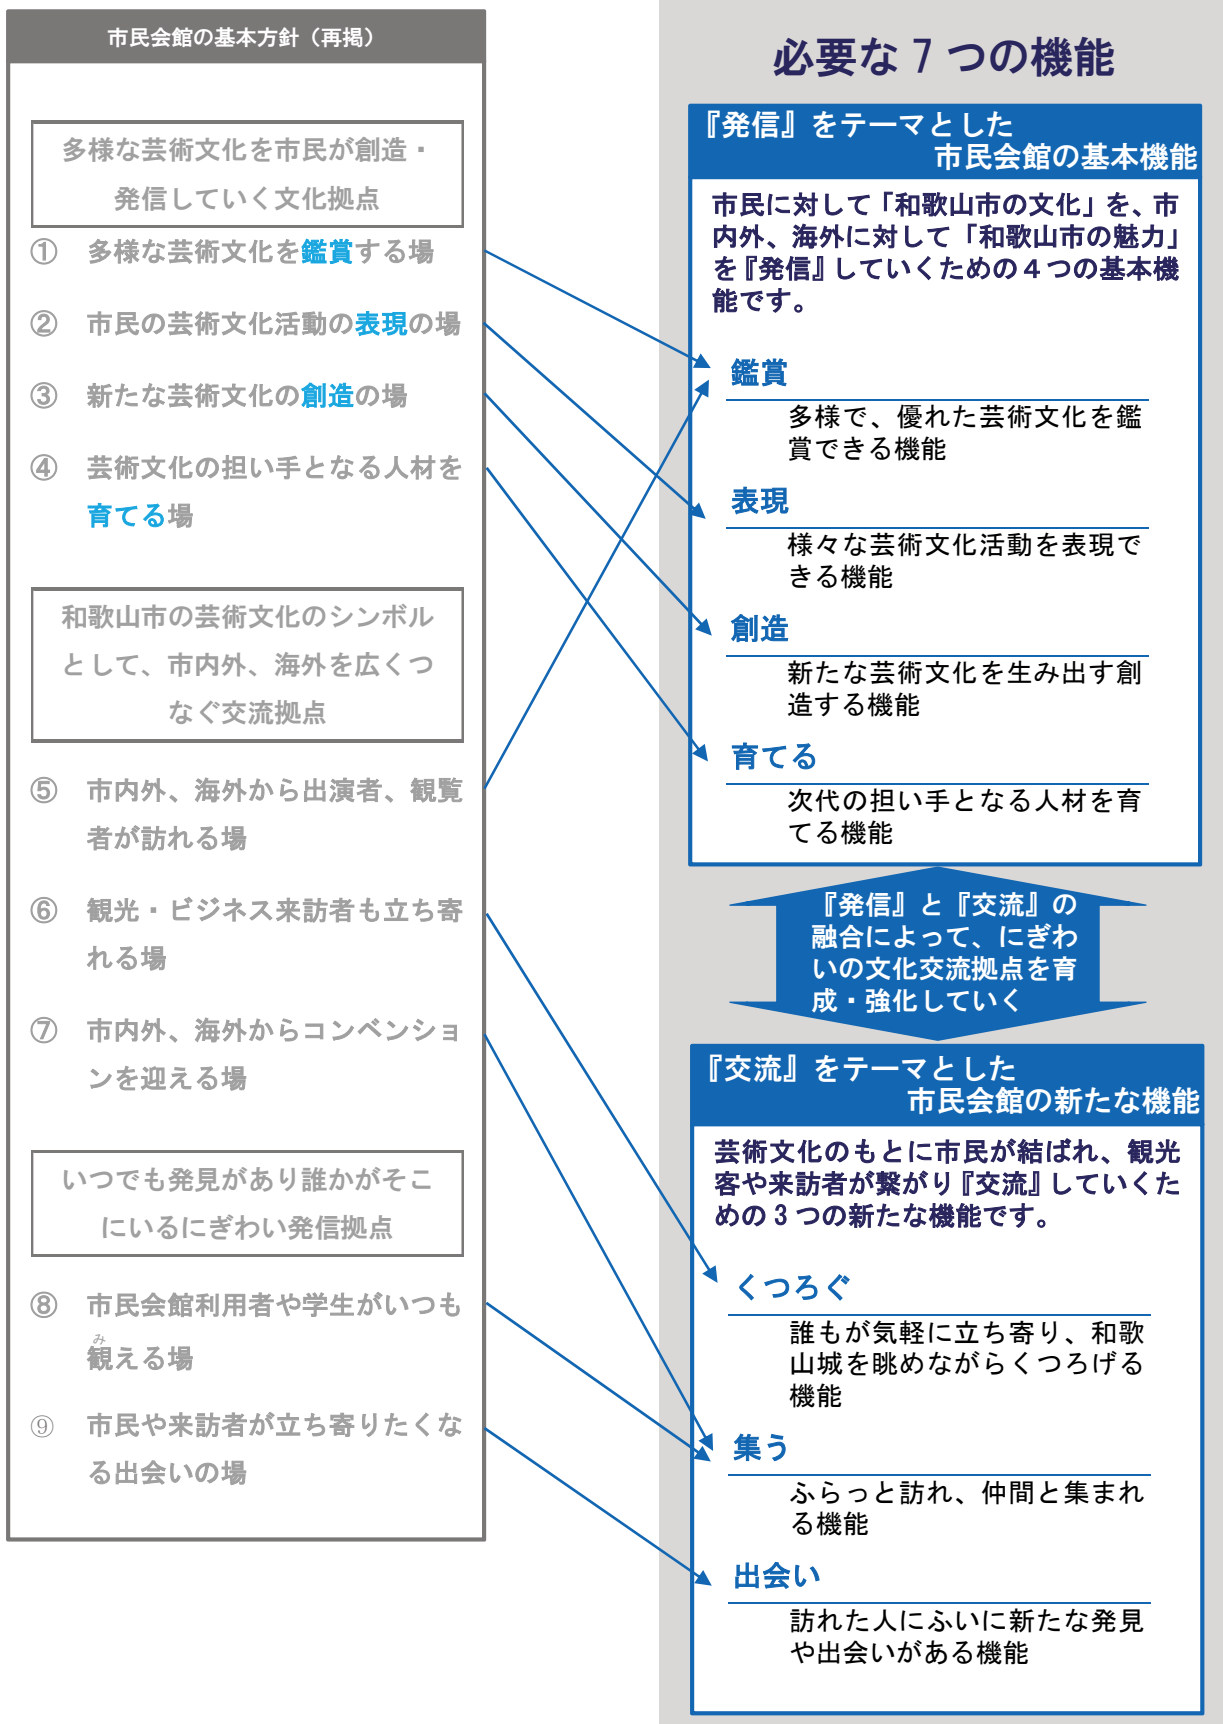 市民会館の基本方針（再掲）
多様な芸術文化を市民が創造・
発信していく文化拠点
① 多様な芸術文化を鑑賞する場
② 市民の芸術文化活動の表現の場
③ 新たな芸術文化の創造の場
④ 芸術文化の担い手となる人材を
育てる場
和歌山市の芸術文化のシンボル
として、市内外、海外を広くつ
なぐ交流拠点
⑤ 市内外、海外から出演者、観覧
者が訪れる場
⑥ 観光・ビジネス来訪者も立ち寄
れる場
⑦ 市内外、海外からコンベンショ
ンを迎える場
いつでも発見があり誰かがそこ
にいるにぎわい発信拠点
⑧ 市民会館利用者や学生がいつも
み
観える場
⑨ 市民や来訪者が立ち寄りたくな
る出会いの場
必要な７つの機能
『発信』をテーマとした
市民会館の基本機能
市民に対して「和歌山市の文化」を、市
内外、海外に対して「和歌山市の魅力」
を『発信』していくための４つの基本機
能です。
鑑賞
多様で、優れた芸術文化を鑑
賞できる機能
表現
様々な芸術文化活動を表現で
きる機能
創造
新たな芸術文化を生み出す創
造する機能
育てる
次代の担い手となる人材を育
てる機能
『発信』と『交流』の
融合によって、にぎわ
いの文化交流拠点を育
成・強化していく
『交流』をテーマとした
市民会館の新たな機能
芸術文化のもとに市民が結ばれ、観光
客や来訪者が繋がり『交流』していくた
めの３つの新たな機能です。
くつろぐ
誰もが気軽に立ち寄り、和歌
山城を眺めながらくつろげる
機能
集う
ふらっと訪れ、仲間と集まれ
る機能
出会い
訪れた人にふいに新たな発見
や出会いがある機能